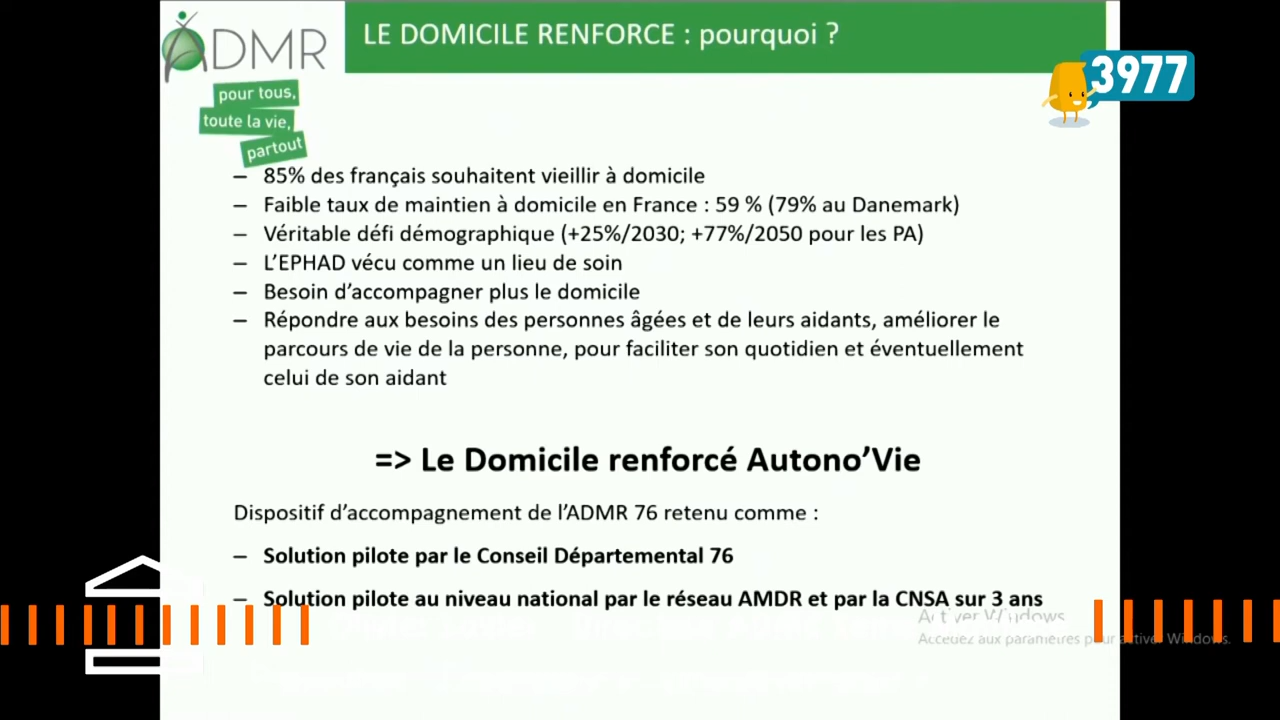 ADMR
LE DOMICILE RENFORCE : pourquoi ?
3977
pour tous,
toute la vie,
partout
– 85% des français souhaitent vieillir à domicile
– Faible taux de maintien à domicile en France : 59 % (79% au Danemark)
– Véritable défi démographique (+25%/2030; +77%/2050 pour les PA)
– L’EPHAD vécu comme un lieu de soin
– Besoin d’accompagner plus le domicile
– Répondre aux besoins des personnes âgées et de leurs aidants, améliorer le
parcours de vie de la personne, pour faciliter son quotidien et éventuellement
celui de son aidant
=> Le Domicile renforcé Autono’Vie
Dispositif d’accompagnement de l’ADMR 76 retenu comme :
– Solution pilote par le Conseil Départemental 76
– Solution pilote au niveau national par le réseau AMDR et par la CNSA sur 3 ans
Activer Windows
Accédez aux paramètres pour activer Windows.